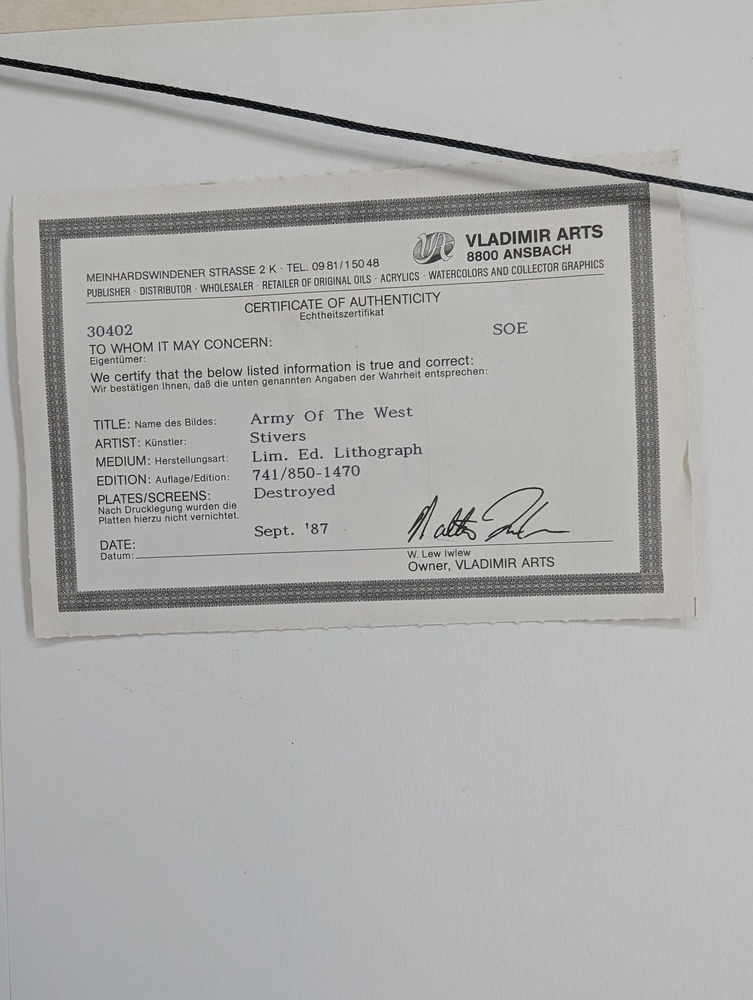 VLADIMIR ARTS
8800 ANSBACH
MEINHARDSWINDENER STRASSE 2 K · TEL. 09 81 / 1 50 48
PUBLISHER · DISTRIBUTOR · WHOLESALER · RETAILER OF ORIGINAL OILS · ACRYLICS · WATERCOLORS AND COLLECTOR GRAPHICS
CERTIFICATE OF AUTHENTICITY
Echtheitszertifikat
30402 SOE
TO WHOM IT MAY CONCERN:
Eigentümer:
We certify that the below listed information is true and correct:
Wir bestätigen Ihnen, daß die unten genannten Angaben der Wahrheit entsprechen:
TITLE: Name des Bildes: Army Of The West
ARTIST: Künstler: Stivers
MEDIUM: Herstellungsart: Lim. Ed. Lithograph
EDITION: Auflage/Edition: 741/850-1470
PLATES/SCREENS: Destroyed
Nach Drucklegung wurden die
Platten hierzu nicht vernichtet.
Sept. '87
DATE:
Datum:
W. Lew Iwlew
Owner, VLADIMIR ARTS